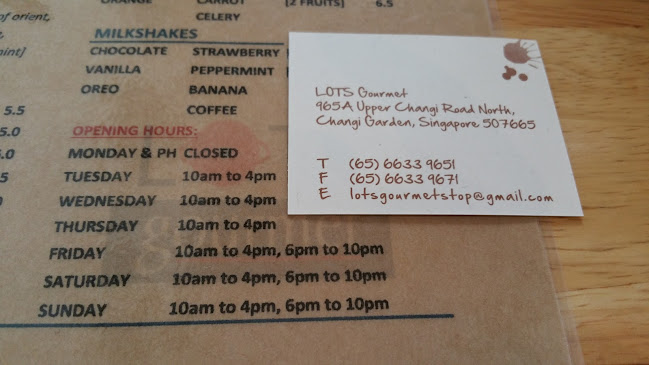 ORANGE CARROT [2 FRUITS] 6.5
of orient, CELERY
MILKSHAKES
mint] CHOCOLATE STRAWBERRY
VANILLA PEPPERMINT
OREO BANANA
5.5 COFFEE
5.0 OPENING HOURS:
MONDAY & PH CLOSED
TUESDAY 10am to 4pm
WEDNESDAY 10am to 4pm
THURSDAY 10am to 4pm
FRIDAY 10am to 4pm, 6pm to 10pm
SATURDAY 10am to 4pm, 6pm to 10pm
SUNDAY 10am to 4pm, 6pm to 10pm
LOTS Gourmet
965A Upper Changi Road North,
Changi Garden, Singapore 507665
T (65) 6633 9651
F (65) 6633 9671
E lotsgourmetstop@gmail.com